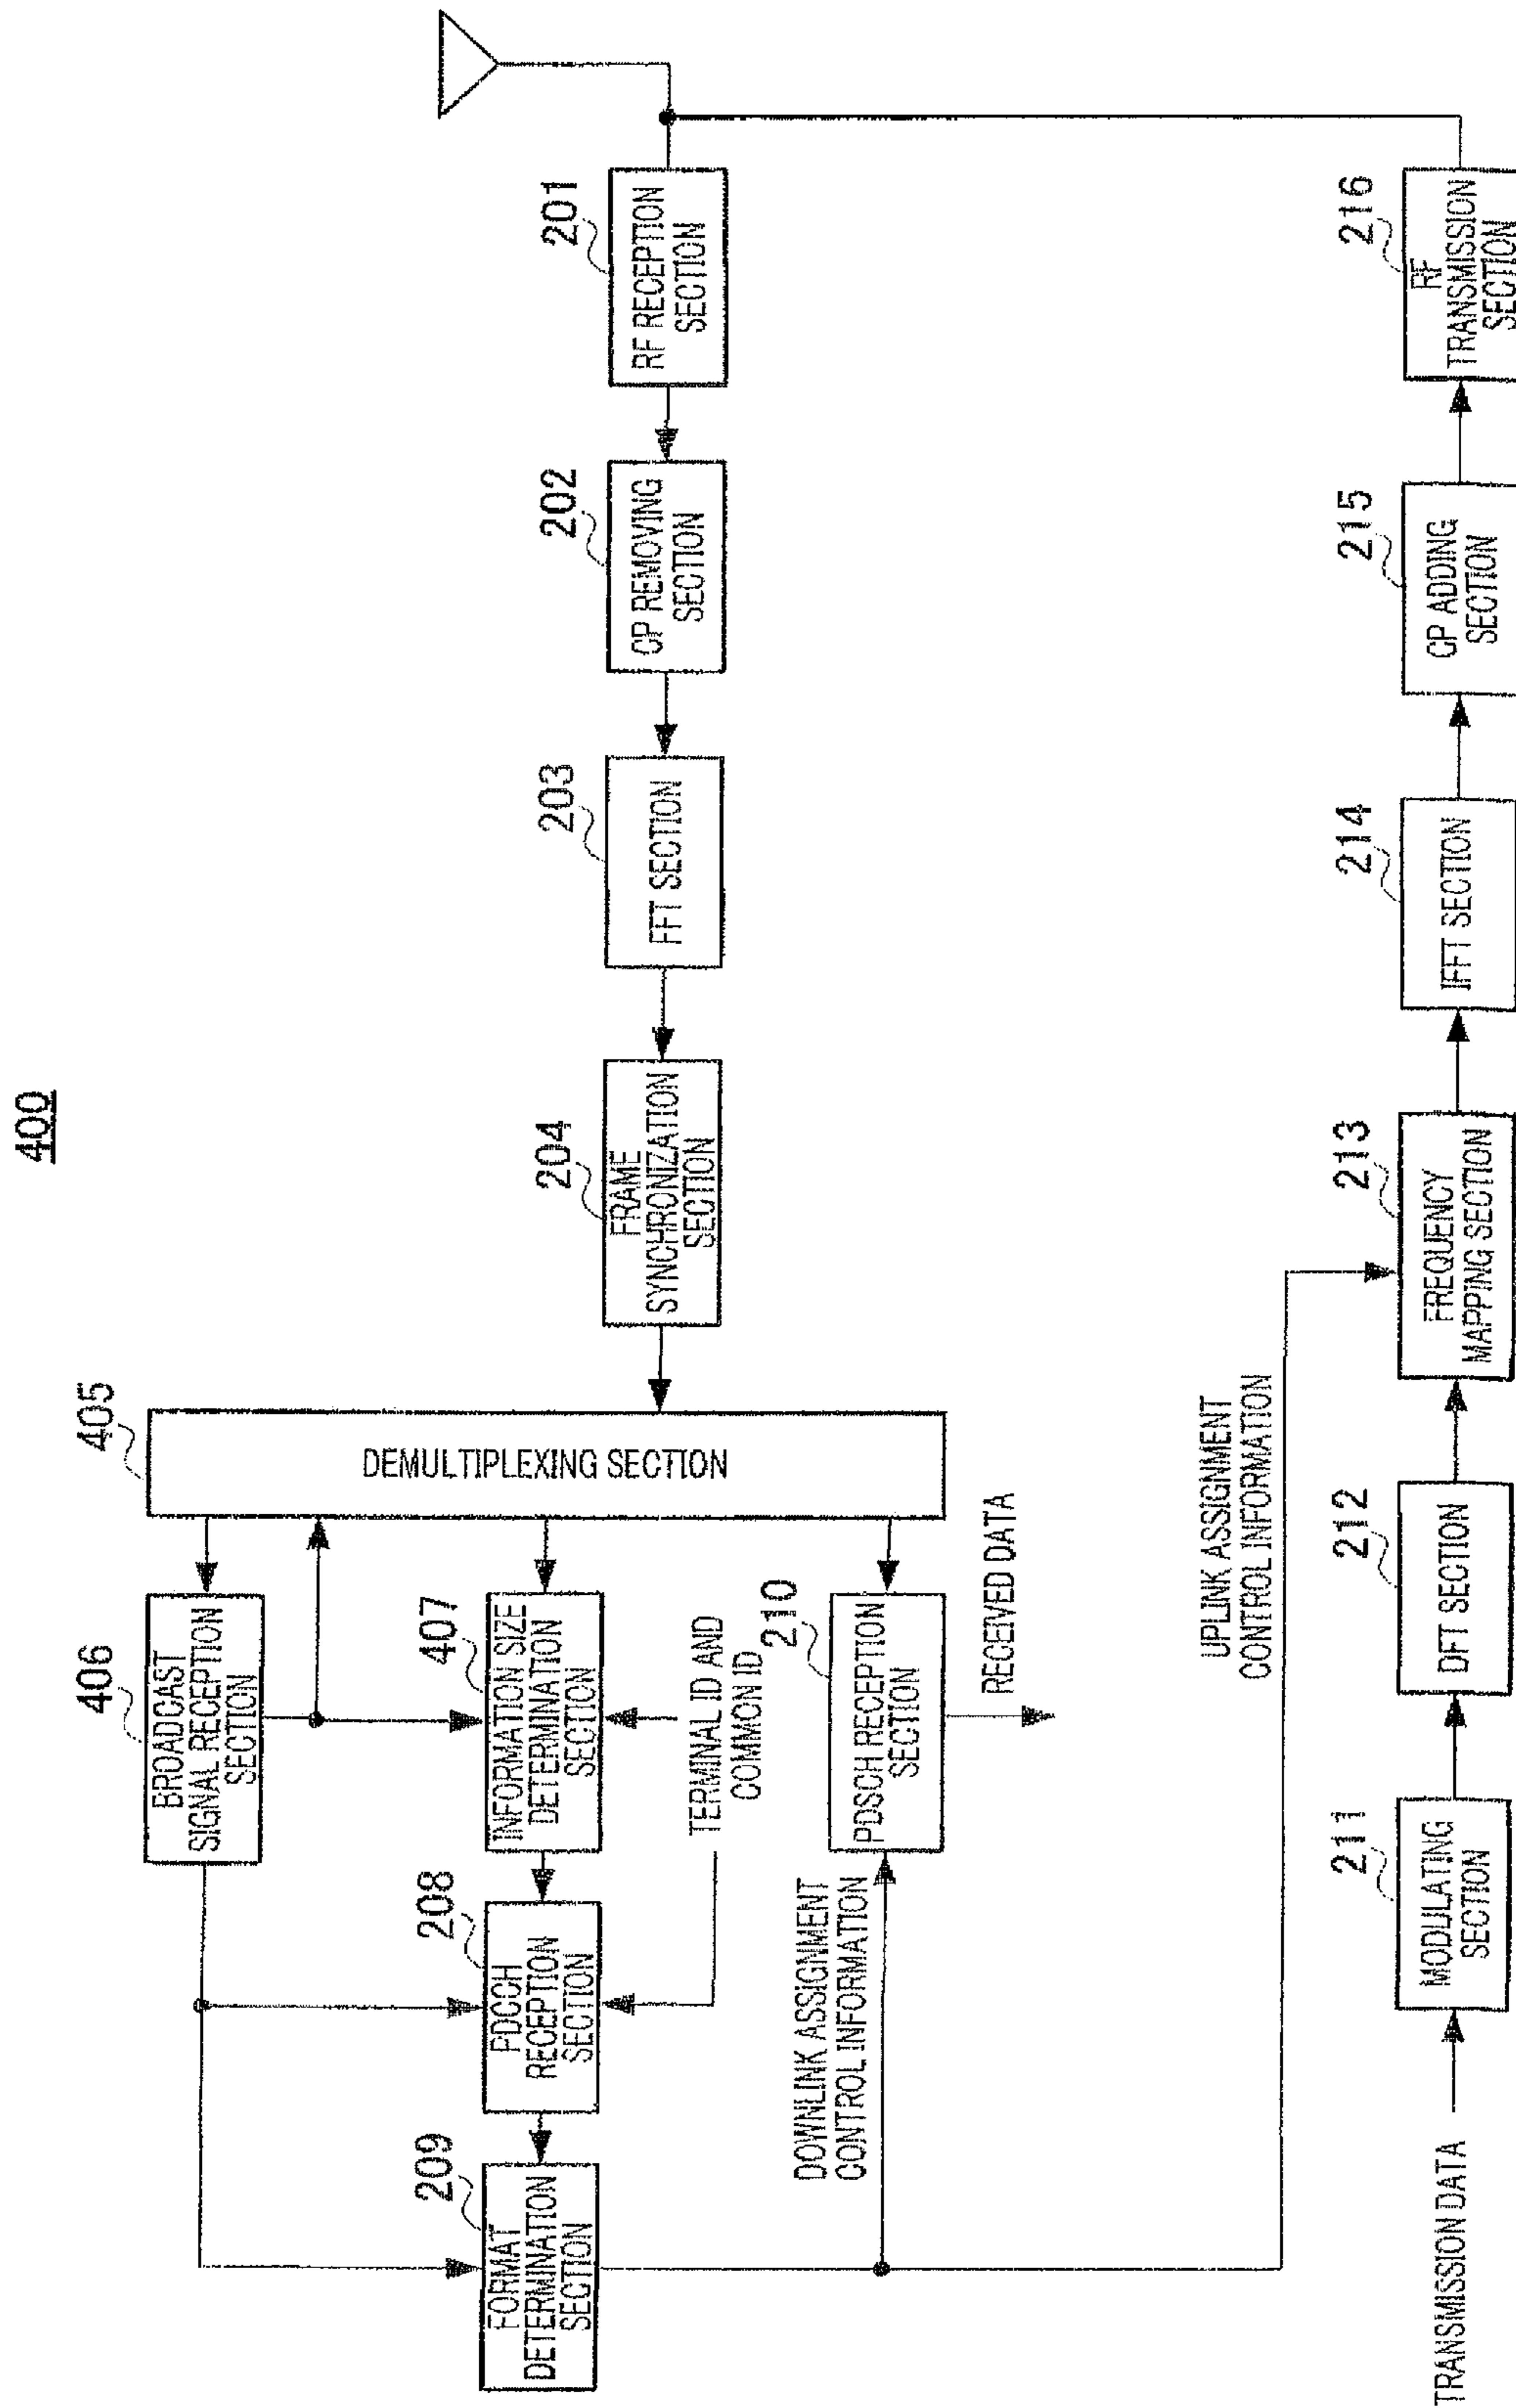 400
201
RF RECEPTION
SECTION
202
CP REMOVING
SECTION
203
FFT SECTION
204
FRAME
SYNCHRONIZATION
SECTION
405
DEMULTIPLEXING SECTION
406
BROADCAST
SIGNAL RECEPTION
SECTION
407
INFORMATION SIZE
DETERMINATION
SECTION
TERMINAL ID AND
COMMON ID
208
PDCCH
RECEPTION
SECTION
209
FORMAT
DETERMINATION
SECTION
210
PDSCH RECEPTION
SECTION
RECEIVED DATA
DOWNLINK ASSIGNMENT
CONTROL INFORMATION
UPLINK ASSIGNMENT
CONTROL INFORMATION
TRANSMISSION DATA
211
MODULATING
SECTION
212
DFT SECTION
213
FREQUENCY
MAPPING SECTION
214
IFFT SECTION
215
CP ADDING
SECTION
216
RF
TRANSMISSION
SECTION